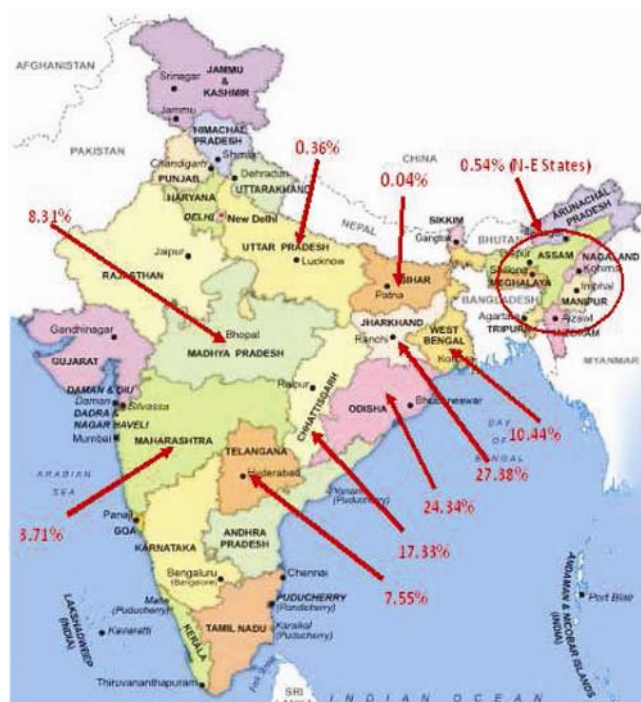 AFGHANISTAN
JAMMU
&
KASHMIR
Srinagar
Jammu
HIMACHAL
PRADESH
Shimla
PAKISTAN
Chandigarh
PUNJAB
Dehradun
UTTARAKHAND
HARYANA
DELHI
New Delhi
0.36%
CHINA
0.04%
0.54% (N-E States)
8.31%
NEPAL
SIKKIM
Gangtok
BHUTAN
ARUNACHAL
PRADESH
UTTAR PRADESH
Lucknow
Jaipur
RAJASTHAN
BIHAR
Patna
Dispur
ASSAM
NAGALAND
Kohima
Shillong
MEGHALAYA
Imphal
MANIPUR
BANGLADESH
Agartala
TRIPURA
Aizawl
MIZORAM
MYANMAR
Gandhinagar
GUJARAT
Bhopal
MADHYA PRADESH
JHARKHAND
Ranchi
WEST
BENGAL
Kolkata
Raipur
CHHATTISGARH
DAMAN & DIU
Daman
DADRA &
NAGAR HAVELI
Silvassa
Mumbai
MAHARASHTRA
ODISHA
Bhubaneswar
10.44%
BAY
OF
BENGAL
27.38%
ARABIAN
SEA
TELANGANA
Hyderabad
Yanam
(Puducherry)
24.34%
3.71%
Panaji
GOA
KARNATAKA
ANDHRA
PRADESH
17.33%
7.55%
Bengaluru
(Bangalore)
Chennai
Mahe
(Puducherry)
PUDUCHERRY
(Pondicherry)
Karaikal
(Puducherry)
TAMIL NADU
KERALA
LAKSHADWEEP
(INDIA)
Kavaratti
Thiruvananthapuram
ANDAMAN & NICOBAR ISLANDS
(INDIA)
Port Blair
SRI
INDIAN OCEAN